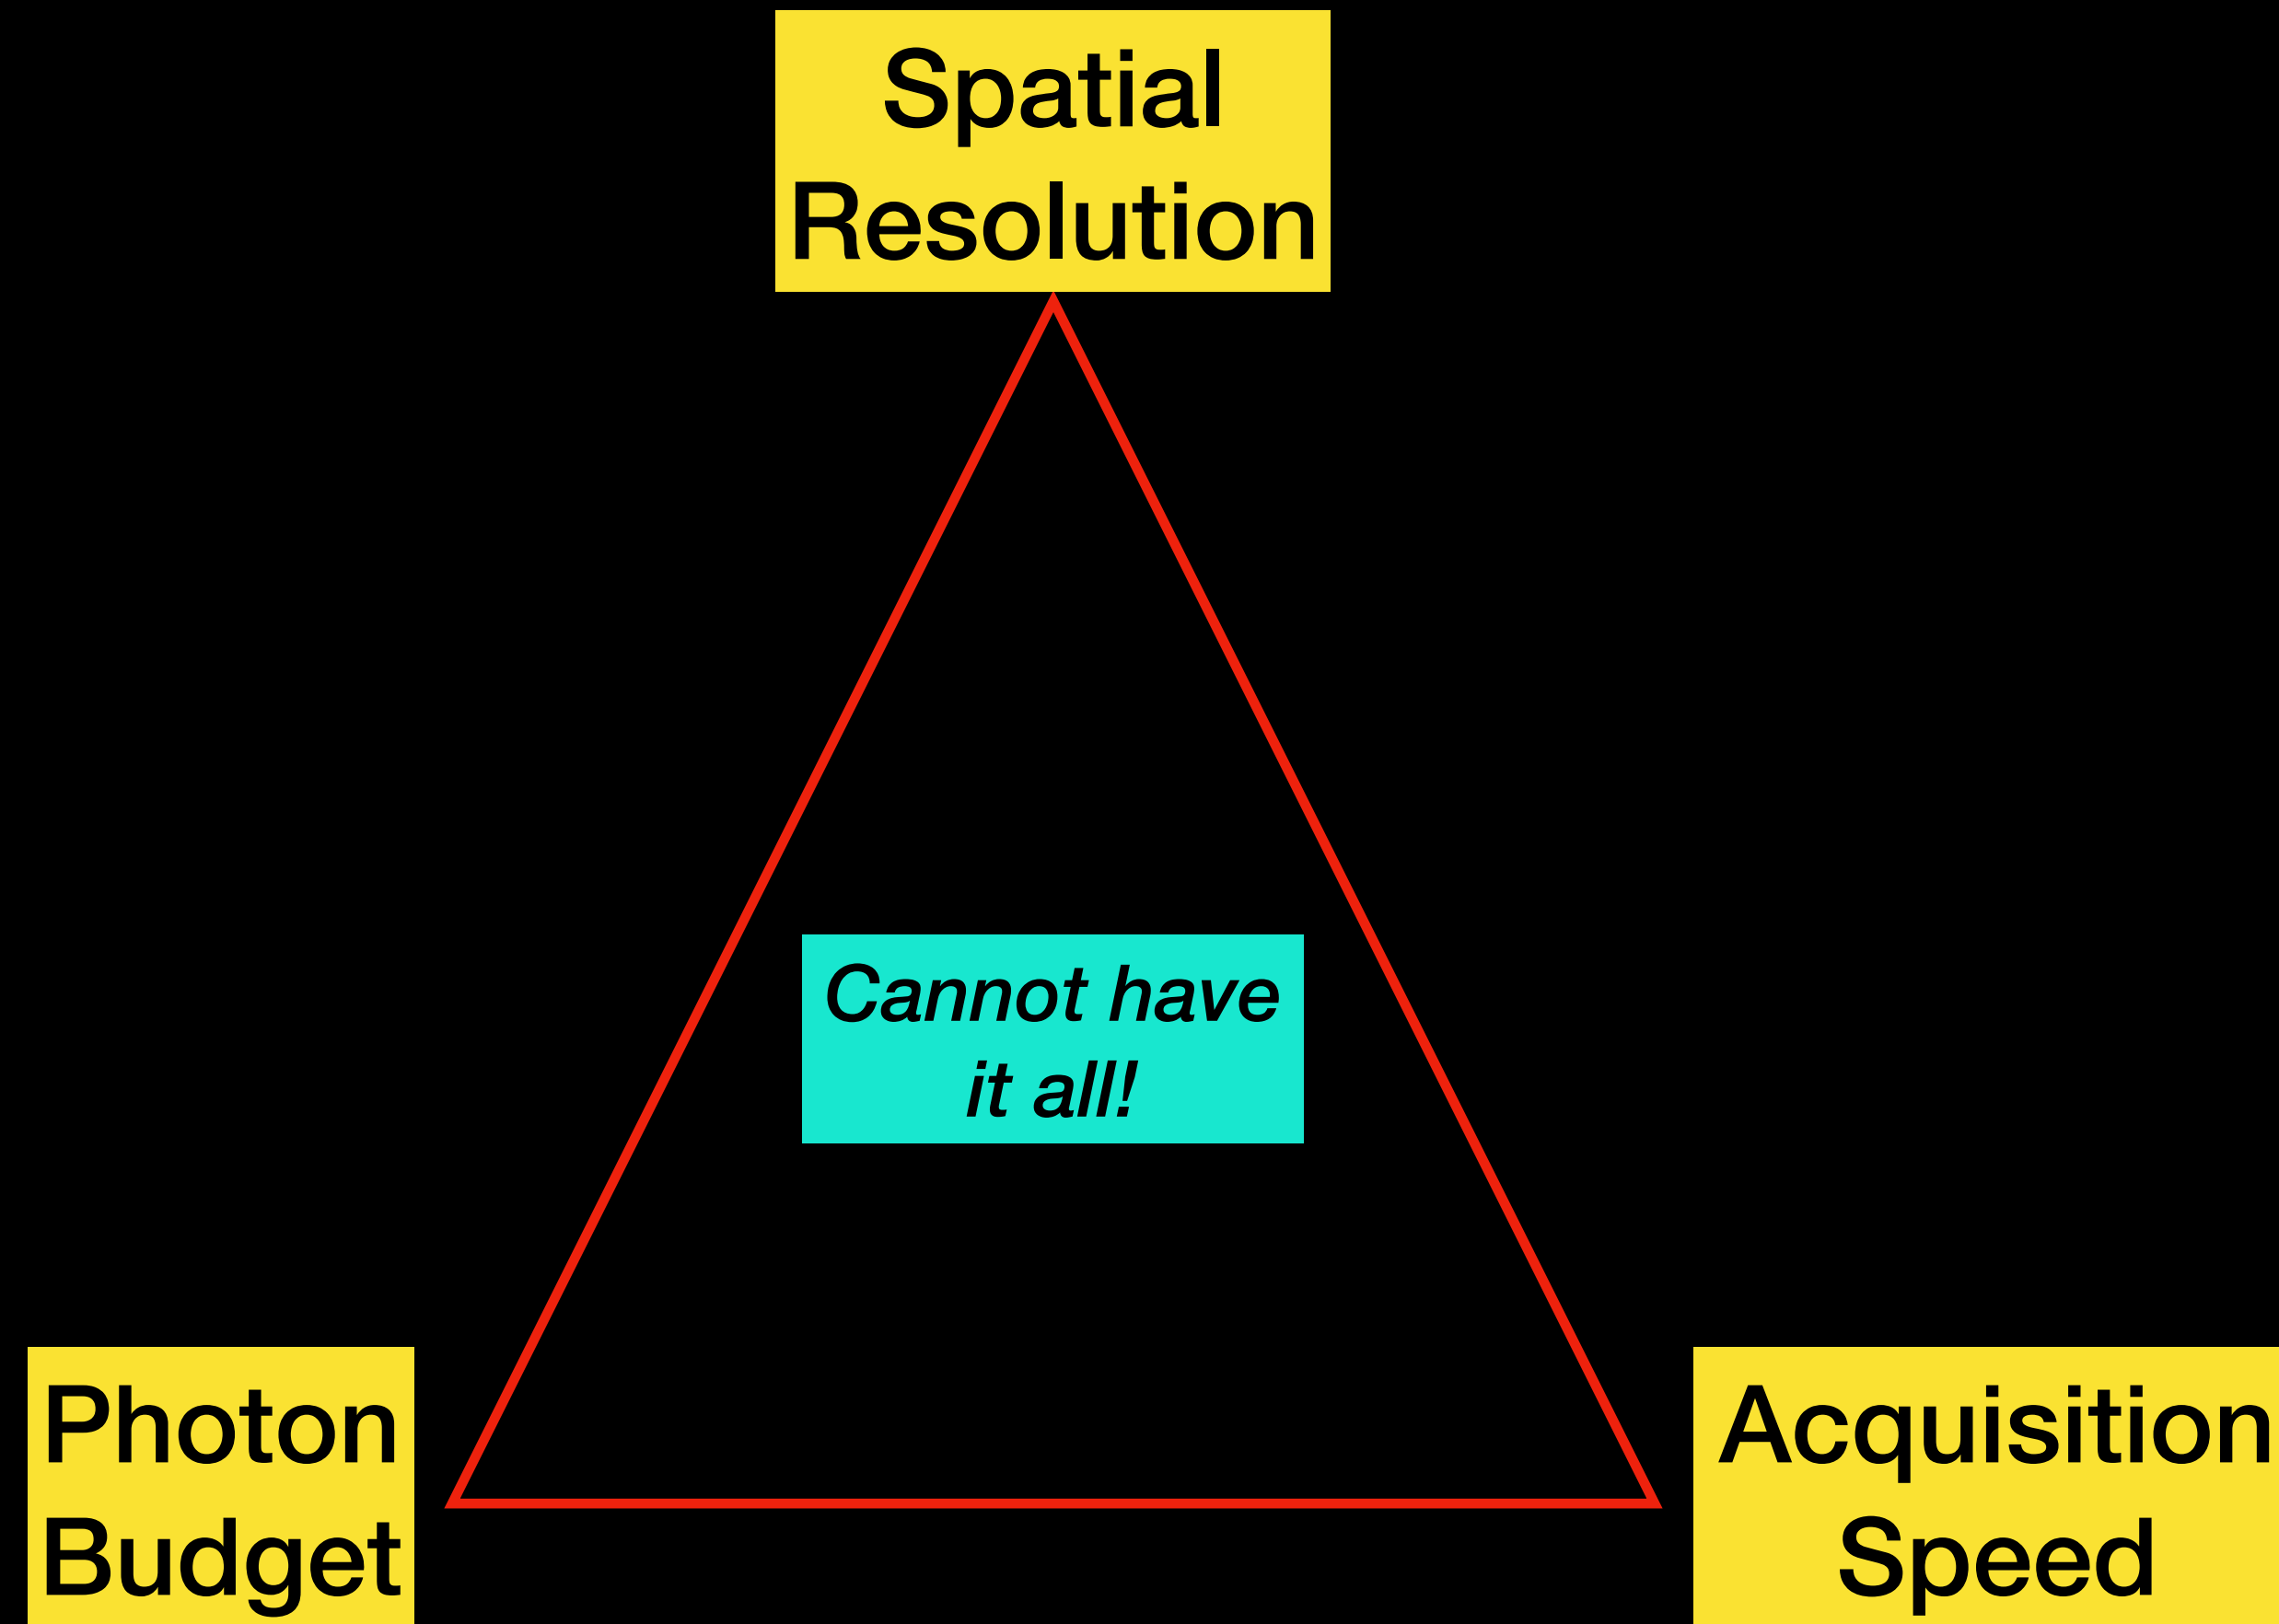 Spatial
Resolution
Cannot have
it all!
Photon
Budget
Acquisition
Speed